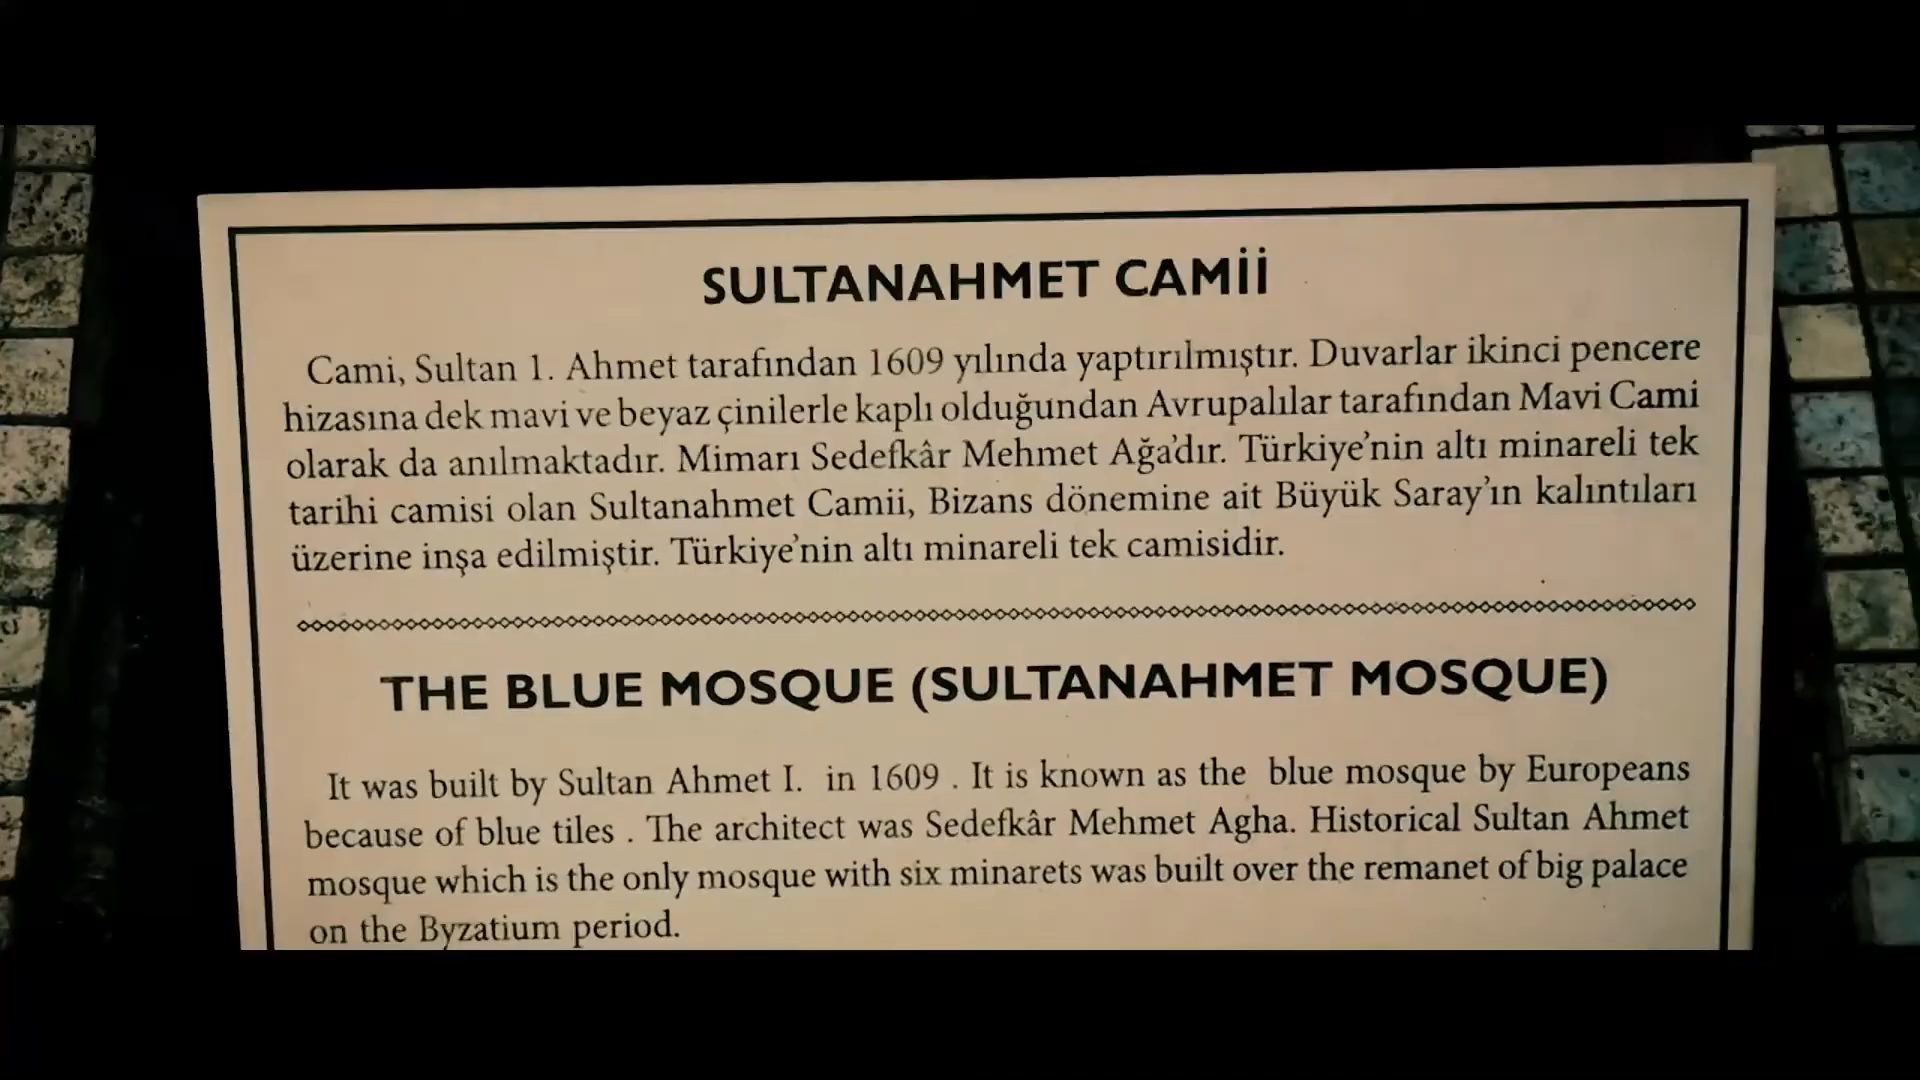 SULTANAHMET CAMİİ
Cami, Sultan 1. Ahmet tarafından 1609 yılında yaptırılmıştır. Duvarlar ikinci pencere
hizasına dek mavi ve beyaz çinilerle kaplı olduğundan Avrupalılar tarafından Mavi Cami
olarak da anılmaktadır. Mimarı Sedefkâr Mehmet Ağa'dır. Türkiye'nin altı minareli tek
tarihi camisi olan Sultanahmet Camii, Bizans dönemine ait Büyük Saray'ın kalıntıları
üzerine inşa edilmiştir. Türkiye'nin altı minareli tek camisidir.
THE BLUE MOSQUE (SULTANAHMET MOSQUE)
It was built by Sultan Ahmet I. in 1609 . It is known as the blue mosque by Europeans
because of blue tiles . The architect was Sedefkâr Mehmet Agha. Historical Sultan Ahmet
mosque which is the only mosque with six minarets was built over the remanet of big palace
on the Byzatium period.